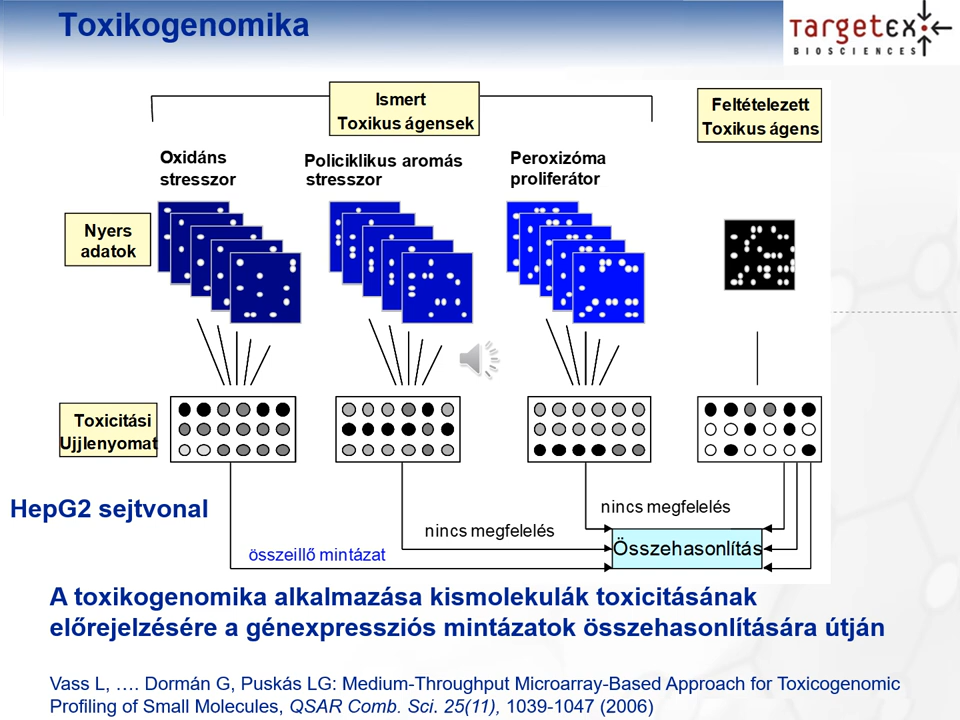 Toxikogenomika
TargetEx
BIOSCIENCES
Ismert
Toxikus ágensek
Feltételezett
Toxikus ágens
Oxidáns
stresszor
Policiklikus aromás
stresszor
Peroxizóma
proliferátor
Nyers
adatok
Toxicitási
Ujjlenyomat
HepG2 sejtvonal
nincs megfelelés
nincs megfelelés
összeillő mintázat
Összehasonlítás
A toxikogenomika alkalmazása kismolekulák toxicitásának
előrejelzésére a génexpressziós mintázatok összehasonlítására útján
Vass L, …. Dormán G, Puskás LG: Medium-Throughput Microarray-Based Approach for Toxicogenomic
Profiling of Small Molecules, QSAR Comb. Sci. 25(11), 1039-1047 (2006)